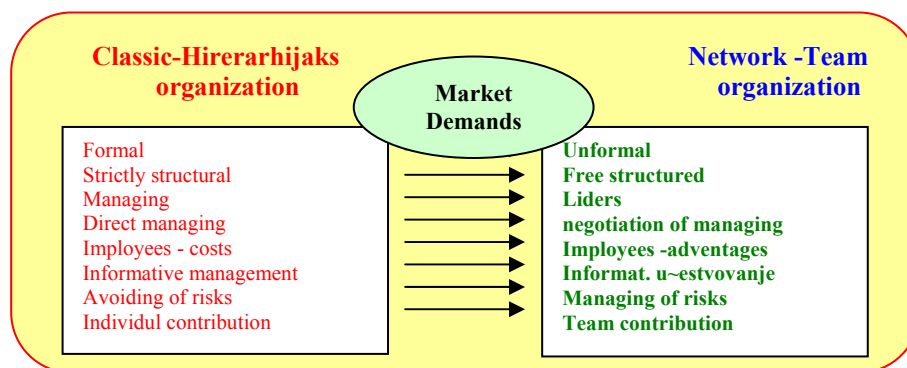 Classic-Hirerarhijaks
organization
Market
Demands
Network -Team
organization
Formal
Strictly structural
Managing
Direct managing
Imployees - costs
Informative management
Avoiding of risks
Individul contribution
Unformal
Free structured
Liders
negotiation of managing
Imployees -adventages
Informat. u~estvovanje
Managing of risks
Team contribution